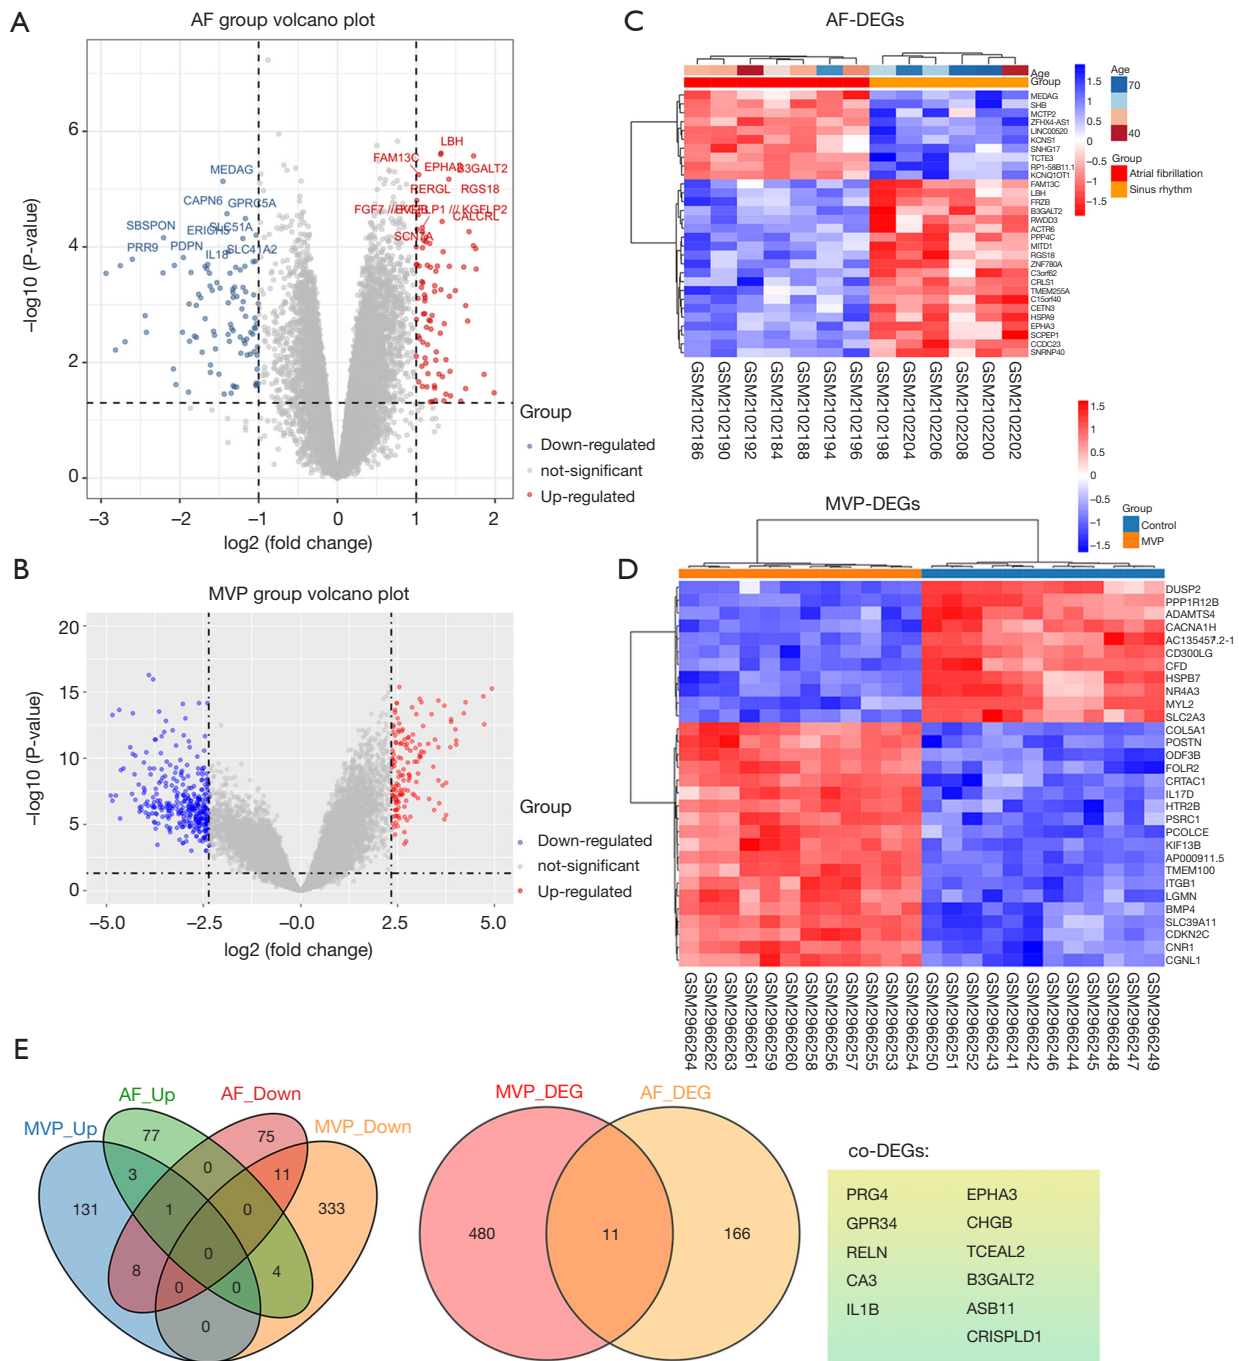 A
AF group volcano plot
−log10 (P-value)
6
4
2
0
LBH
FAM13C
EPHA3
B3GALT2
MEDAG
RERGL
RGS18
CAPN6
GPRC5A
CALCRL
SBSPON
ERICH5
SLC51A
SCN7A
PRR9
PDPN
IL18
SLC41A2
−3
−2
−1
0
1
2
log2 (fold change)
Group
Down-regulated
not-significant
Up-regulated
B
MVP group volcano plot
−log10 (P-value)
20
15
10
5
0
−5.0
−2.5
−0.0
2.5
5.0
log2 (fold change)
Group
Down-regulated
not-significant
Up-regulated
C
AF-DEGs
Age
Group
MEDAG
SHB
MCTP2
ZFHX4-AS1
LINC00520
KCNS1
SNHG17
TCTE3
RP1-58B11.1
KCNQ1OT1
FAM13C
LBH
FRZB
B3GALT2
RWDD3
ACTR6
PPP4C
MITD1
RGS18
ZNF780A
C3orf62
CRLS1
TMEM255A
C15orf40
CETN3
HSPA9
EPHA3
SCPEP1
CCDC23
SNRNP40
GSM2102186
GSM2102190
GSM2102192
GSM2102184
GSM2102188
GSM2102194
GSM2102196
GSM2102198
GSM2102204
GSM2102206
GSM2102208
GSM2102200
GSM2102202
1.5
1
0.5
0
−0.5
−1
−1.5
Age
70
40
Group
Atrial fibrillation
Sinus rhythm
D
MVP-DEGs
1.5
1
0.5
0
−0.5
−1
−1.5
Group
Control
MVP
DUSP2
PPP1R12B
ADAMTS4
CACNA1H
AC135457.2-1
CD300LG
CFD
HSPB7
NR4A3
MYL2
SLC2A3
COL5A1
POSTN
ODF3B
FOLR2
CRTAC1
IL17D
HTR2B
PSRC1
PCOLCE
KIF13B
AP000911.5
TMEM100
ITGB1
LGMN
BMP4
SLC39A11
CDKN2C
CNR1
CGNL1
GSM2966264
GSM2966262
GSM2966263
GSM2966261
GSM2966259
GSM2966260
GSM2966258
GSM2966256
GSM2966257
GSM2966255
GSM2966253
GSM2966254
GSM2966250
GSM2966251
GSM2966252
GSM2966243
GSM2966241
GSM2966242
GSM2966246
GSM2966244
GSM2966245
GSM2966248
GSM2966247
GSM2966249
E
AF_Up
AF_Down
MVP_Up
MVP_Down
77
75
3
0
11
131
1
0
333
0
8
0
0
4
0
MVP_DEG
AF_DEG
480
11
166
co-DEGs:
PRG4
EPHA3
GPR34
CHGB
RELN
TCEAL2
CA3
B3GALT2
IL1B
ASB11
CRISPLD1